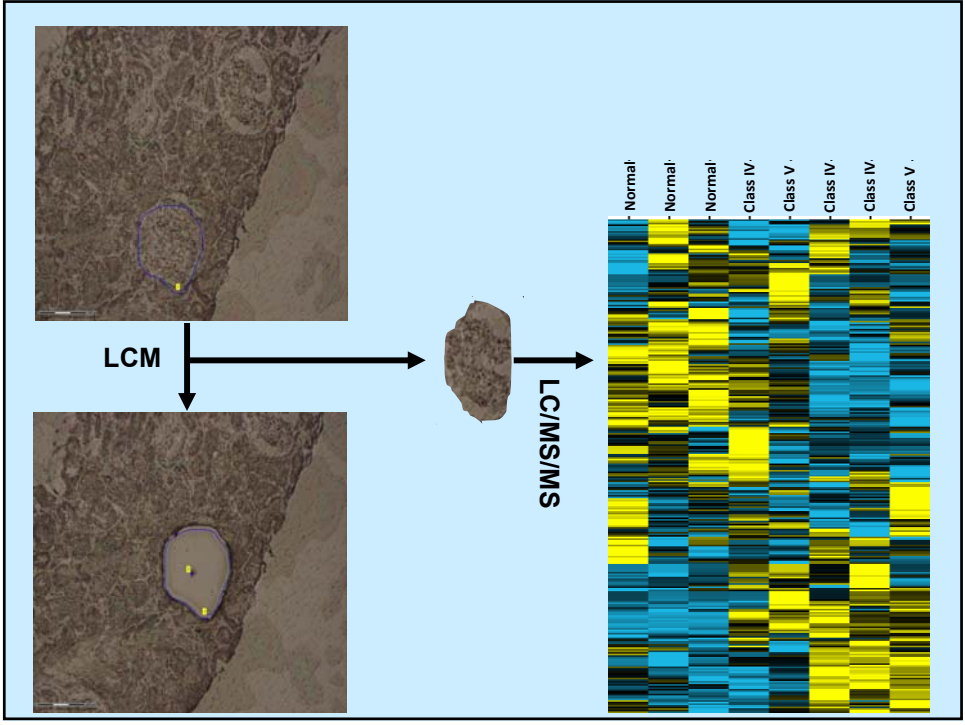 Normal
Normal
Normal
Class IV
Class V
Class IV
Class IV
Class V
LCM
LC/MS/MS